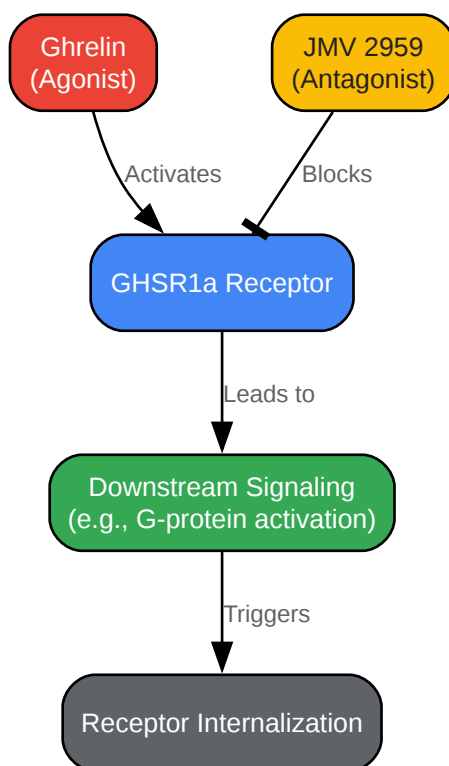 Ghrelin
(Agonist)
JMV 2959
(Antagonist)
Activates
Blocks
GHSR1a Receptor
Leads to
Downstream Signaling
(e.g., G-protein activation)
Triggers
Receptor Internalization